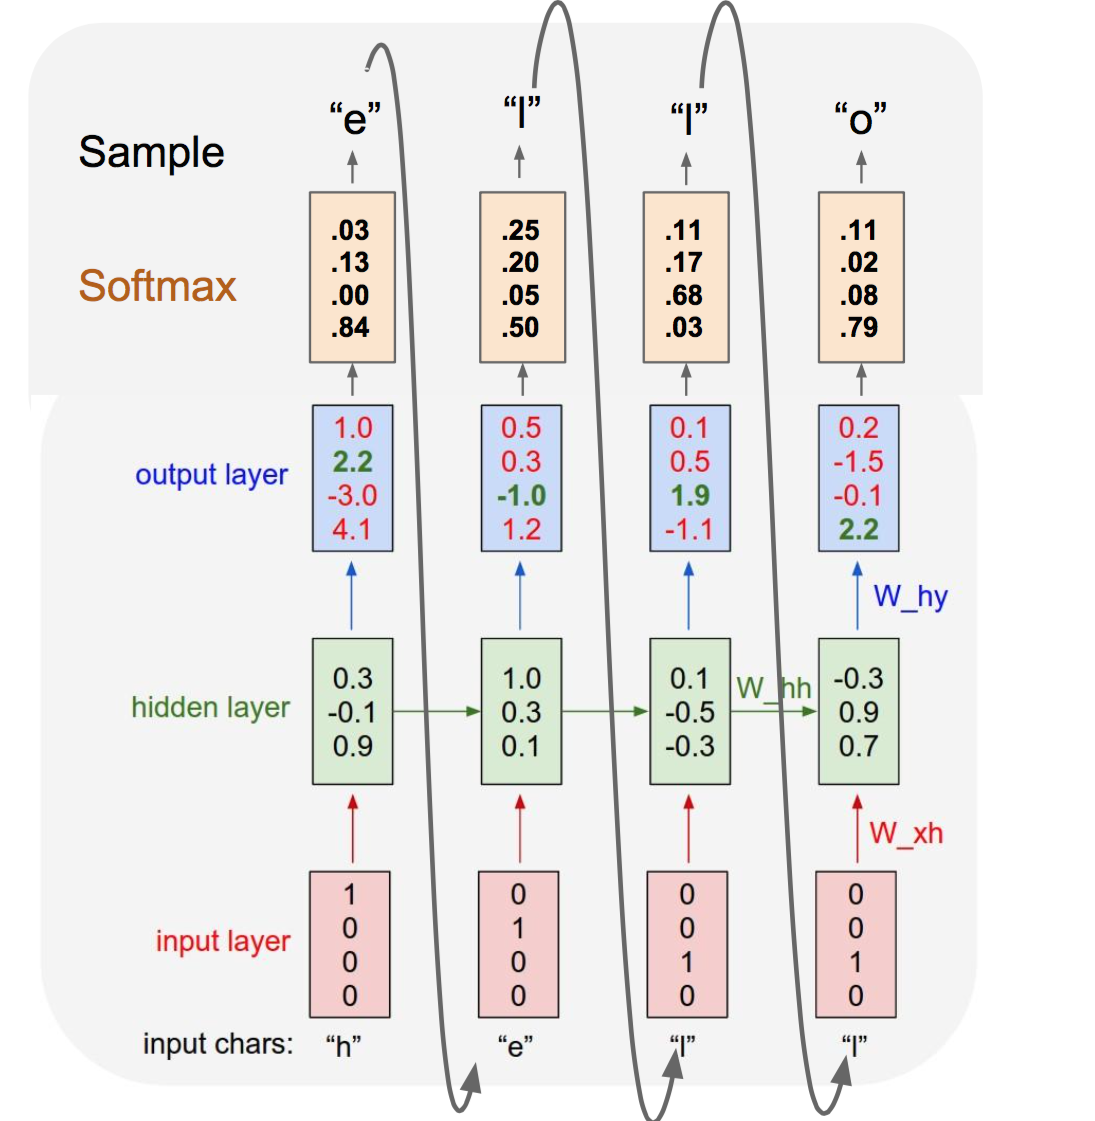 “e” “l” “l” “o”
Sample
Softmax
.03 .25 .11 .11
.13 .20 .17 .02
.00 .05 .68 .08
.84 .50 .03 .79
output layer
1.0 0.5 0.1 0.2
2.2 0.3 0.5 -1.5
-3.0 -1.0 1.9 -0.1
4.1 1.2 -1.1 2.2
W_hy
hidden layer
0.3 1.0 0.1 -0.3
-0.1 0.3 -0.5 0.9
0.9 0.1 -0.3 0.7
W_hh
W_xh
input layer
1 0 0 0
0 1 0 0
0 0 1 1
0 0 0 0
input chars: “h” “e” “l” “l”